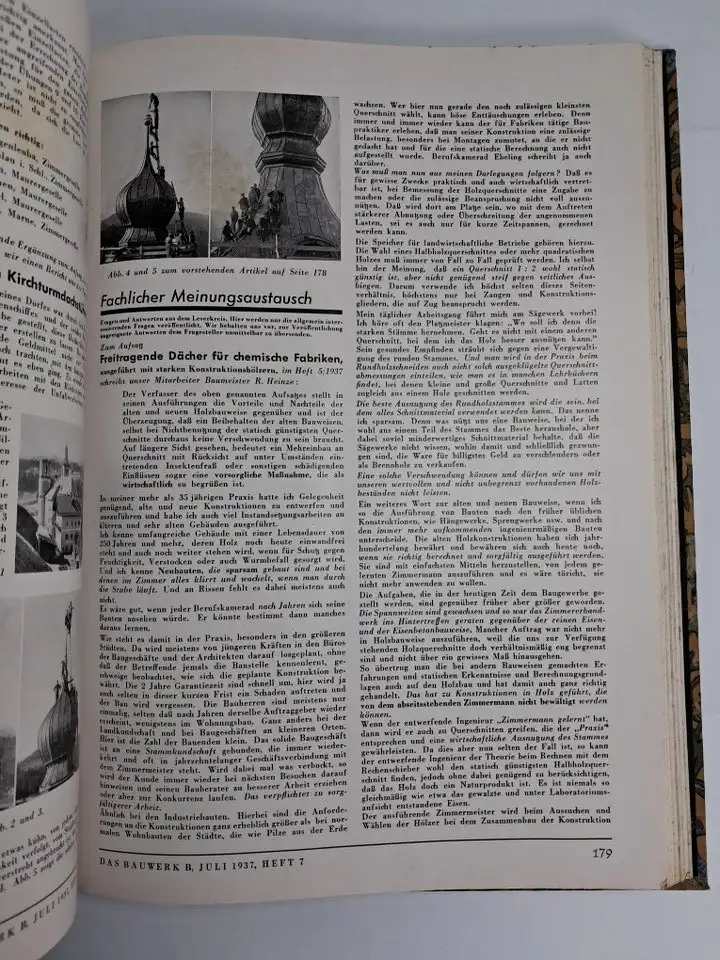 Kirchturmdachstühle
Abb. 4 und 5 zum vorstehenden Artikel auf Seite 178
Fachlicher Meinungsaustausch
Fragen und Antworten aus dem Leserkreis. Hier werden nur die allgemein inter-
essierenden Fragen veröffentlicht. Wir behalten uns vor, zur Veröffentlichung
ungeeignete Antworten dem Fragesteller unmittelbar zuzuleiten.
Zum Aufsatz
Freitragende Dächer für chemische Fabriken,
ausgeführt mit starken Konstruktionshölzern, im Heft 5/1937
schreibt unser Mitarbeiter Baumeister R. Heinze:
Der Verfasser des oben genannten Aufsatzes stellt in
seinen Ausführungen die Vorteile und Nachteile der
alten und neuen Holzbauweise gegenüber und ist der
Überzeugung, daß ein Beibehalten der alten Bauweisen,
selbst bei Nichtbenutzung der statisch günstigsten Quer-
schnitte durchaus keine Verschwendung zu sein braucht.
Auf längere Sicht gesehen, bedeutet ein Mehreinbau an
Querschnitt mit Rücksicht auf unter Umständen ein-
tretenden Insektenfraß oder sonstigen schädigenden
Einflüssen sogar eine vorsorgliche Maßnahme, die als
wirtschaftlich zu begrüßen ist.
In meiner mehr als 35 jährigen Praxis hatte ich Gelegenheit
genügend, alte und neue Konstruktionen zu entwerfen und
auszuführen und habe ich auch viel Instandsetzungsarbeiten an
älteren und sehr alten Gebäuden ausgeführt.
Ich kenne umfangreiche Gebäude mit einer Lebensdauer von
250 Jahren und mehr, deren Holz noch heute einwandfrei
steht und auch noch weiter stehen wird, wenn für Schutz gegen
Feuchtigkeit, Verstocken oder auch Wurmbefall gesorgt wird.
Und ich kenne Neubauten, die sparsam gebaut sind und bei
denen im Zimmer alles klirrt und wackelt, wenn man durch
die Stube läuft. Und an Rissen fehlt es dabei meistens auch
nicht.
Es wäre gut, wenn jeder Berufskamerad nach Jahren sich seine
Bauten ansehen würde. Er könnte bestimmt dann manches
daraus lernen.
Wie steht es damit in der Praxis, besonders in den größeren
Städten. Da wird meistens von jüngeren Kräften in den Büros
der Baugeschäfte und der Architekten darauf losgeplant, ohne
daß der Betreffende jemals die Baustelle kennenlernt, ge-
schweige beobachtet, wie sich die geplante Konstruktion be-
währt. Die 2 Jahre Garantiezeit sind schnell um, hier wird ja
auch selten in dieser kurzen Frist ein Schaden auftreten und
der Bau wird vergessen. Die Bauherren sind meistens nur
einmalig, selten daß nach Jahren derselbe Auftraggeber wieder
erscheint, wenigstens im Wohnungsbau. Ganz anders bei der
Landkundschaft und bei Baugeschäften an kleineren Orten.
Hier ist die Zahl der Bauenden klein. Das solide Baugeschäft
ist an eine Stammkundschaft gebunden, die immer wieder-
kehrt und oft in jahrzehntelanger Geschäftsverbindung mit
dem Zimmermeister steht. Wird dabei mal was verbockt, so
wird der Kunde immer wieder bei nächsten Besuchen darauf
hinweisen und seinen Bauberater zu besserer Arbeit erziehen
oder aber zur Konkurrenz laufen. Das verpflichtet zu sorg-
fältigerer Arbeit.
Ähnlich bei den Industriebauten. Hierbei sind die Anforde-
rungen an die Konstruktionen ganz erheblich größer als bei nor-
malen Wohnbauten der Städte, die wie Pilze aus der Erde
wachsen. Wer hier nun gerade den noch zulässigen kleinsten
Querschnitt wählt, kann böse Enttäuschungen erleben. Denn
immer und immer wieder kann der für Fabriken tätige Bau-
praktiker erleben, daß man seiner Konstruktion eine zulässige
Belastung, besonders bei Montagen zumutet, an die er nicht
gedacht hat und für die eine statische Berechnung auch nicht
aufgestellt wurde. Berufskamerad Ebeling schreibt ja auch
darüber.
Was muß man nun aus meinen Darlegungen folgern? Daß es
für gewisse Zwecke praktisch und auch wirtschaftlich vertret-
bar ist, bei Bemessung der Holzquerschnitte eine Zugabe zu
machen oder die zulässige Beanspruchung nicht voll auszu-
nützen. Daß wird dort am Platze sein, wo mit dem Auftreten
stärkerer Abnutzung oder Überschreitung der angenommenen
Lasten, sei es auch nur für kurze Zeitspannen, gerechnet
werden kann.
Die Speicher für landwirtschaftliche Betriebe gehören hierzu.
Die Wahl eines Halbholzquerschnittes oder mehr quadratischen
Holzes muß immer von Fall zu Fall geprüft werden. Ich selbst
bin der Meinung, daß ein Querschnitt 1 : 2 wohl statisch
günstig ist, aber nicht genügend steif gegen seitliches Aus-
biegen. Darum verwende ich höchst selten dieses Seiten-
verhältnis, höchstens nur bei Zangen und Konstruktions-
gliedern, die auf Zug beansprucht werden.
Mein täglicher Arbeitsgang führt mich am Sägewerk vorbei!
Ich höre oft den Platzmeister klagen: „Wo soll ich denn die
starken Stämme hernehmen. Geht es nicht mit einem anderen
Querschnitt, bei dem ich das Holz besser ausnützen kann."
Sein gesundes Empfinden sträubt sich gegen eine Vergewalti-
gung des runden Stammes. Und man wird in der Praxis beim
Rundholzschneiden auch nicht solch ausgeklügelte Querschnitt-
abmessungen einteilen, wie man es in manchen Lehrbüchern
findet, bei denen kleine und große Querschnitte und Latten
zugleich aus einem Holz geschnitten werden.
Die beste Ausnutzung des Rundholzstammes wird die sein, bei
dem alles Schnittmaterial verwendet werden kann. Das nenne
ich sparsam. Denn was nützt uns eine Bauweise, bei der ich
wohl aus einem Teil des Stammes das Beste heraushole, aber
dabei soviel minderwertiges Schnittmaterial behalte, daß die
Sägewerke nicht wissen, wohin damit und schließlich gezwun-
gen sind, die Ware für billigstes Geld zu verschleudern oder
als Brennholz zu verkaufen.
Eine solche Verschwendung können und dürfen wir uns mit
unseren wertvollen und nicht unbegrenzt vorhandenen Holz-
beständen nicht leisten.
Ein weiteres Wort zur alten und neuen Bauweise, wenn ich
so die Ausführung von Bauten nach den früher üblichen
Konstruktionen, wie Hängewerke, Sprengwerke usw. und nach
den immer mehr aufkommenden ingenieurmäßigen Bauten
unterscheide. Die alten Holzkonstruktionen haben sich jahr-
hundertelang bewährt und bewähren sich auch heute noch,
wenn sie richtig berechnet und sorgfältig ausgeführt werden.
Sie sind mit einfachsten Mitteln herzustellen, von jedem ge-
lernten Zimmermann auszuführen und es wäre töricht, sie
nicht mehr anwenden zu wollen.
Die Aufgaben, die in der heutigen Zeit dem Baugewerbe ge-
stellt werden, sind gegenüber früher aber größer geworden.
Die Spannweiten sind gewachsen und so war das Zimmererhand-
werk ins Hintertreffen geraten gegenüber der reinen Eisen-
und der Eisenbetonbauweise, Mancher Auftrag war nicht mehr
in Holzbauweise auszuführen, weil die uns zur Verfügung
stehenden Holzquerschnitte doch verhältnismäßig eng begrenzt
sind und nicht über ein gewisses Maß hinausgehen.
So übertrug man die bei andern Bauweisen gemachten Er-
fahrungen und statischen Erkenntnisse und Berechnungsgrund-
lagen auch auf den Holzbau und hat damit auch ganz richtig
gehandelt. Das hat zu Konstruktionen in Holz geführt, die
von dem abseitsstehenden Zimmermann nicht bewältigt werden
können.
Wenn der entwerfende Ingenieur „Zimmermann gelernt" hat,
dann wird er auch zu Querschnitten greifen, die der „Praxis"
entsprechen und eine wirtschaftliche Ausnutzung des Stammes
gewährleisten. Da dies aber nun selten der Fall ist, so kann
der entwerfende Ingenieur der Theorie beim Rechnen mit dem
Rechenschieber wohl den statisch günstigsten Halbholzquer-
schnitt finden, jedoch ohne dabei genügend zu berücksichtigen,
daß das Holz doch ein Naturprodukt ist. Es ist niemals so
gleichmäßig wie etwa das gewalzte und unter Laboratoriums-
aufsicht entstandene Eisen.
Der ausführende Zimmermeister wird beim Aussuchen und
Wählen der Hölzer bei dem Zusammenbau der Konstruktion
DAS BAUWERK B, JULI 1937, HEFT 7
179